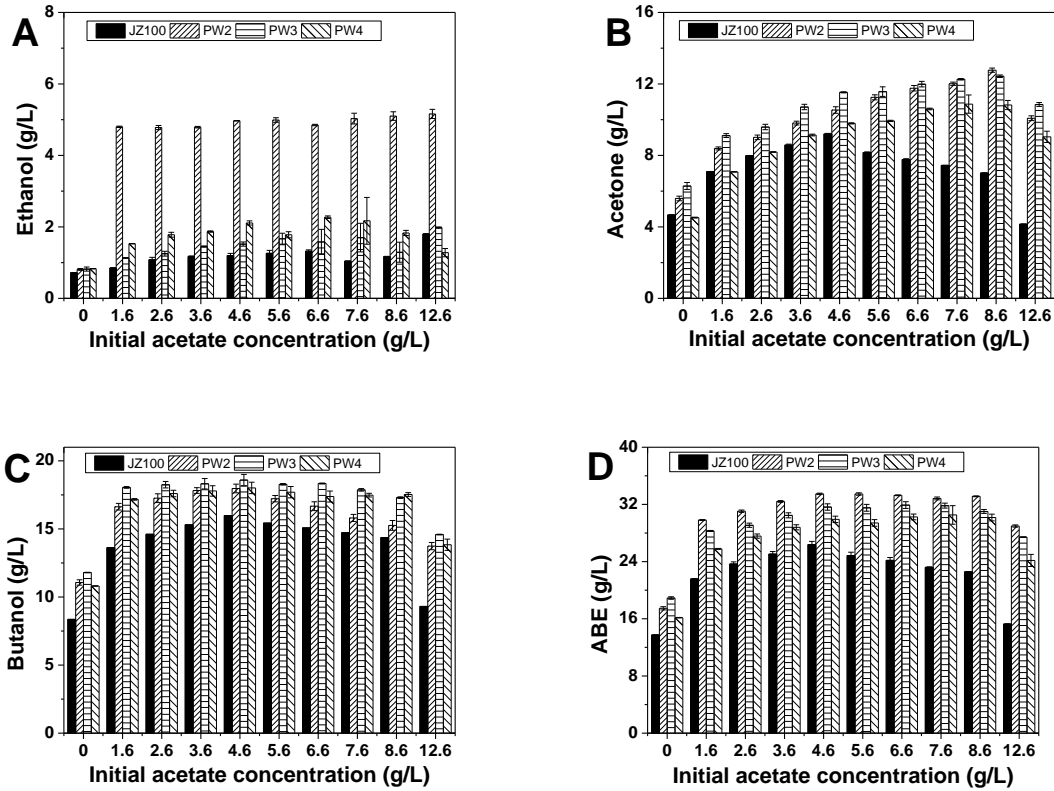 A
JZ100 PW2 PW3 PW4
8
6
4
2
0
Ethanol (g/L)
0 1.6 2.6 3.6 4.6 5.6 6.6 7.6 8.6 12.6
Initial acetate concentration (g/L)
B
JZ100 PW2 PW3 PW4
16
12
8
4
0
Acetone (g/L)
0 1.6 2.6 3.6 4.6 5.6 6.6 7.6 8.6 12.6
Initial acetate concentration (g/L)
C
JZ100 PW2 PW3 PW4
20
15
10
5
0
Butanol (g/L)
0 1.6 2.6 3.6 4.6 5.6 6.6 7.6 8.6 12.6
Initial acetate concentration (g/L)
D
JZ100 PW2 PW3 PW4
40
32
24
16
8
0
ABE (g/L)
0 1.6 2.6 3.6 4.6 5.6 6.6 7.6 8.6 12.6
Initial acetate concentration (g/L)